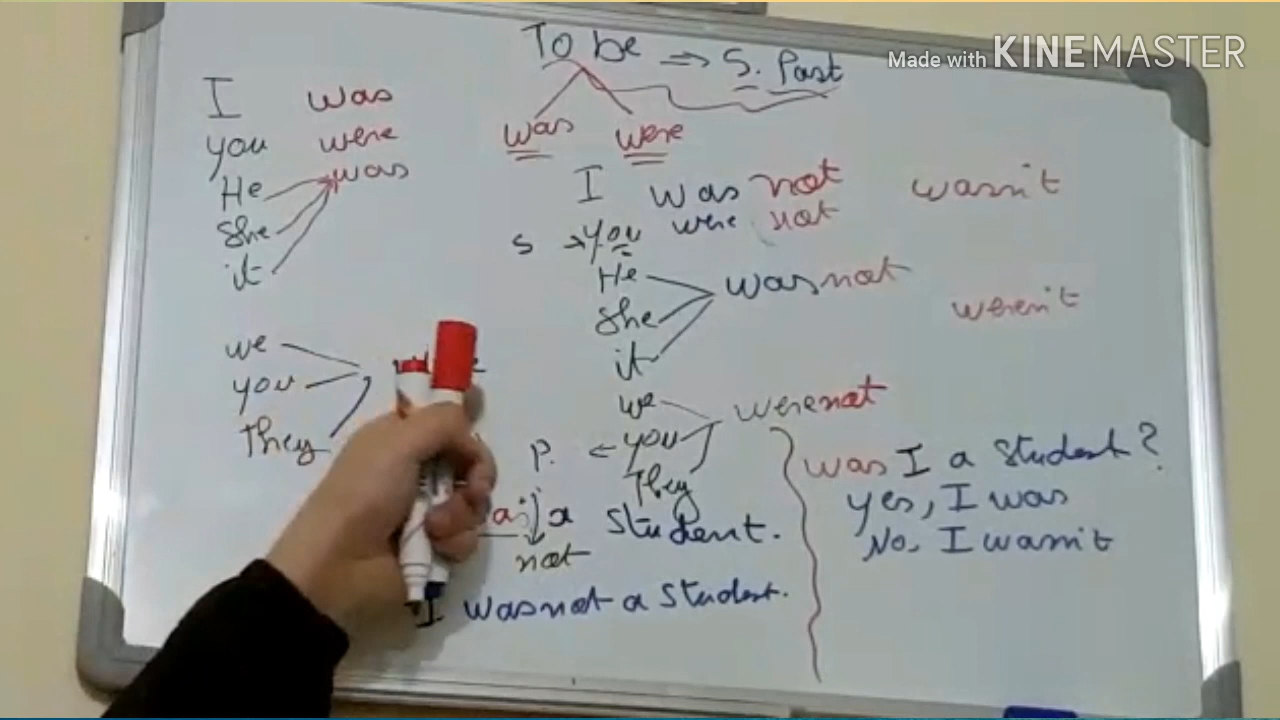 Made with KINEMASTER
To be ⇒ S. Past
was were
I was
you were
He was
She
it
we
you
They
I was not
wasn't
S → you were not
He was not
She
it
weren't
we were not
P. ← you
They
a student.
not
I was not a student.
was I a student?
yes, I was
No, I wasn't